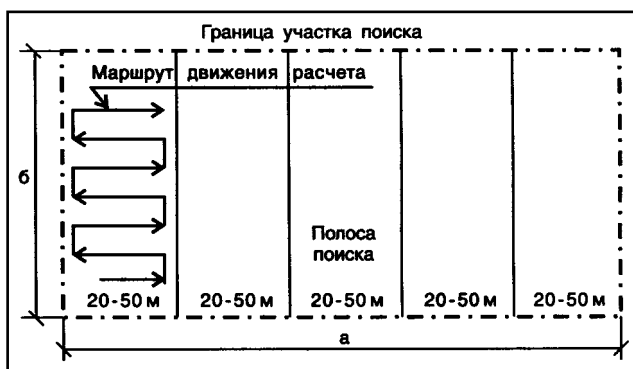 Граница участка поиска
Маршрут движения расчета
б
Полоса
поиска
20-50 м 20-50 м 20-50 м 20-50 м 20-50 м
а